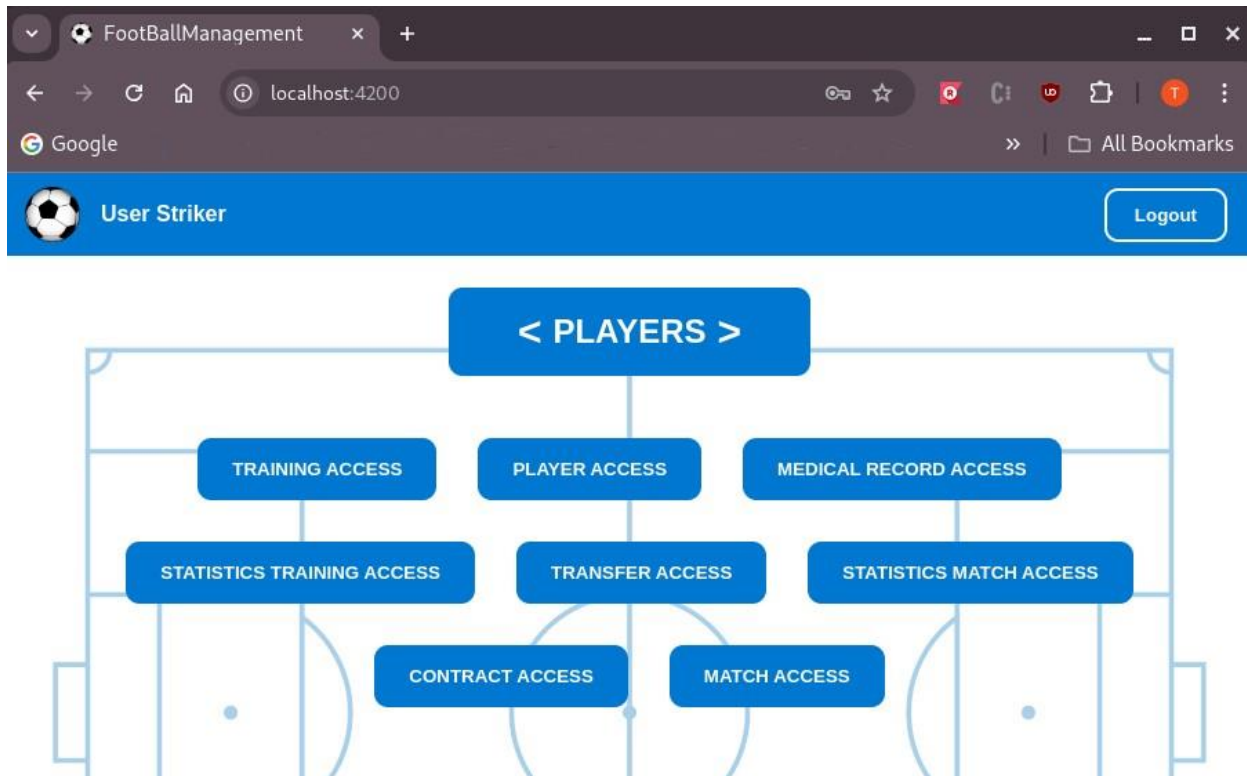 FootBallManagement
localhost:4200
Google
All Bookmarks
User Striker
Logout
< PLAYERS >
TRAINING ACCESS
PLAYER ACCESS
MEDICAL RECORD ACCESS
STATISTICS TRAINING ACCESS
TRANSFER ACCESS
STATISTICS MATCH ACCESS
CONTRACT ACCESS
MATCH ACCESS